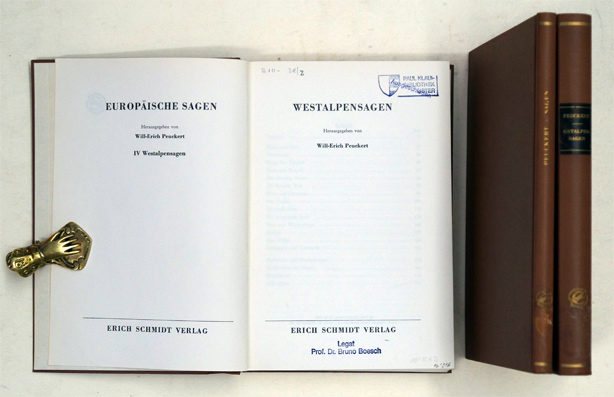 EUROPÄISCHE SAGEN
Herausgegeben von
Will-Erich Peuckert
IV Westalpensagen
ERICH SCHMIDT VERLAG
WESTALPENSAGEN
Herausgegeben von
Will-Erich Peuckert
ERICH SCHMIDT VERLAG
Legat
Prof. Dr. Bruno Boesch
PEUCKERT
SAGEN